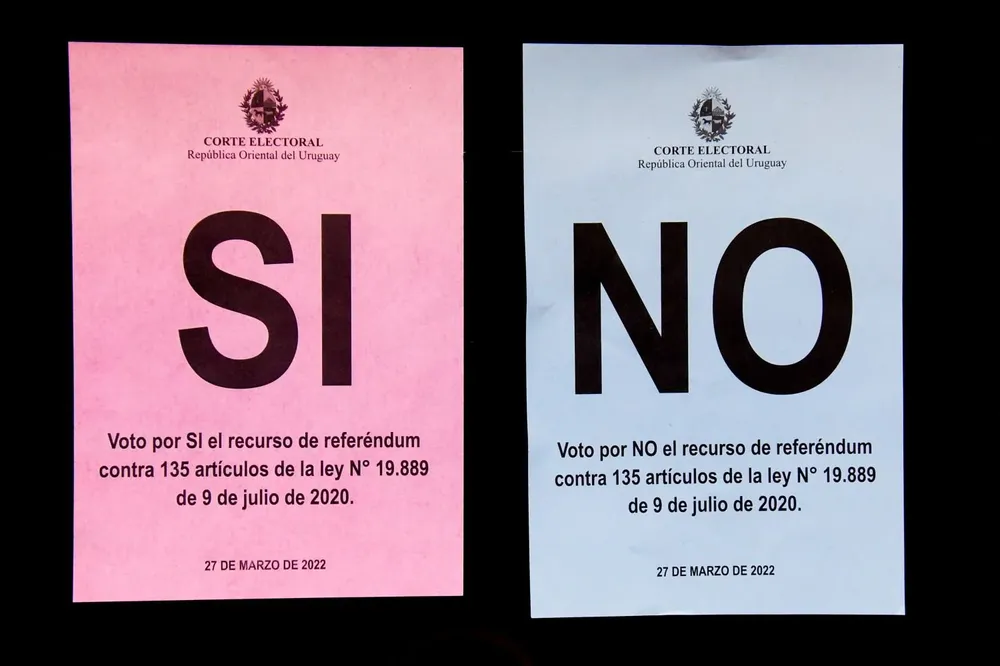 CORTE ELECTORAL
República Oriental del Uruguay
SI
Voto por SI el recurso de referéndum
contra 135 artículos de la ley N° 19.889
de 9 de julio de 2020.
27 DE MARZO DE 2022
CORTE ELECTORAL
República Oriental del Uruguay
NO
Voto por NO el recurso de referéndum
contra 135 artículos de la ley N° 19.889
de 9 de julio de 2020.
27 DE MARZO DE 2022